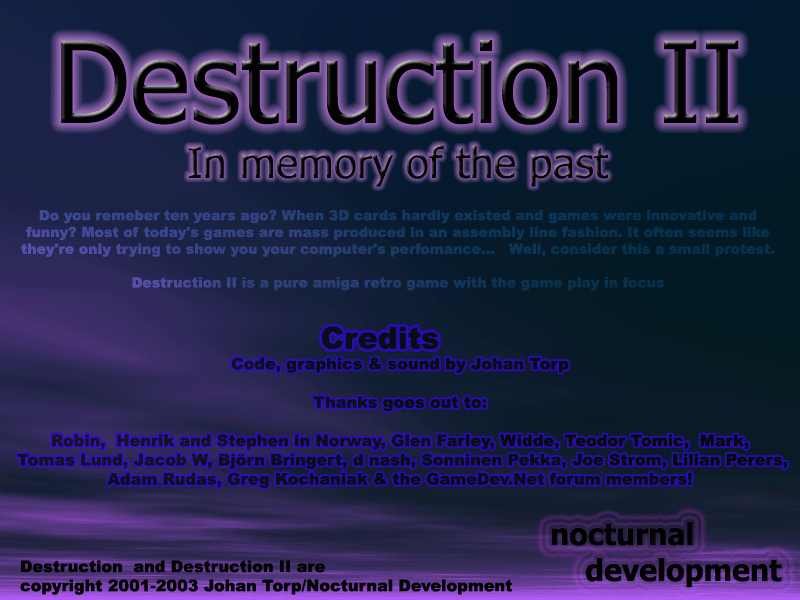 Destruction II
In memory of the past
Do you remeber ten years ago? When 3D cards hardly existed and games were innovative and
funny? Most of today's games are mass produced in an assembly line fashion. It often seems like
they're only trying to show you your computer's perfomance... Well, consider this a small protest.
Destruction II is a pure amiga retro game with the game play in focus
Credits
Code, graphics & sound by Johan Torp
Thanks goes out to:
Robin, Henrik and Stephen in Norway, Glen Farley, Widde, Teodor Tomic, Mark,
Tomas Lund, Jacob W, Björn Bringert, d nash, Sonninen Pekka, Joe Strom, Lilian Perers,
Adam Rudas, Greg Kochaniak & the GameDev.Net forum members!
nocturnal
development
Destruction and Destruction II are
copyright 2001-2003 Johan Torp/Nocturnal Development